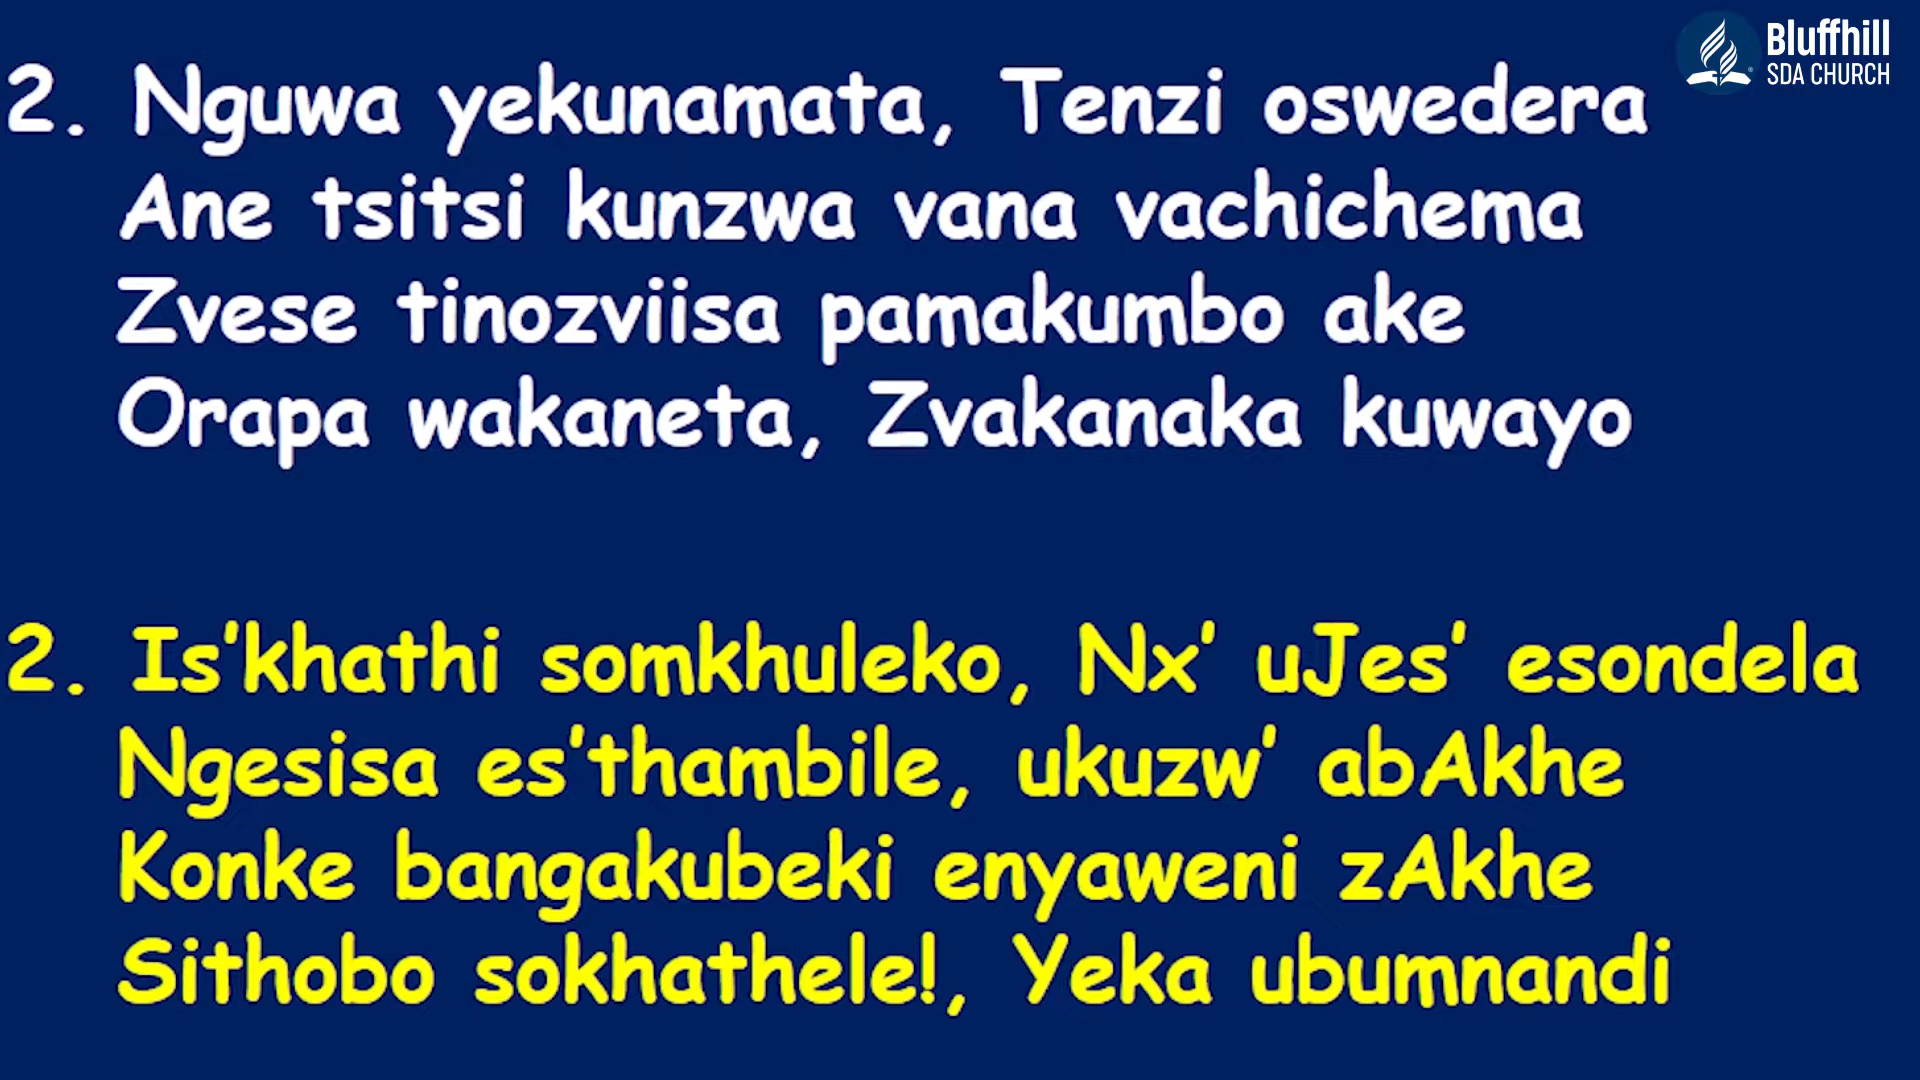 Bluffhill
SDA CHURCH
2. Nguwa yekunamata, Tenzi oswedera
Ane tsitsi kunzwa vana vachichema
Zvese tinozviisa pamakumbo ake
Orapa wakaneta, Zvakanaka kuwayo
2. Is'khathi somkhuleko, Nx' uJes' esondela
Ngesisa es'thambile, ukuzw' abAkhe
Konke bangakubeki enyaweni zAkhe
Sithobo sokhathele!, Yeka ubumnandi